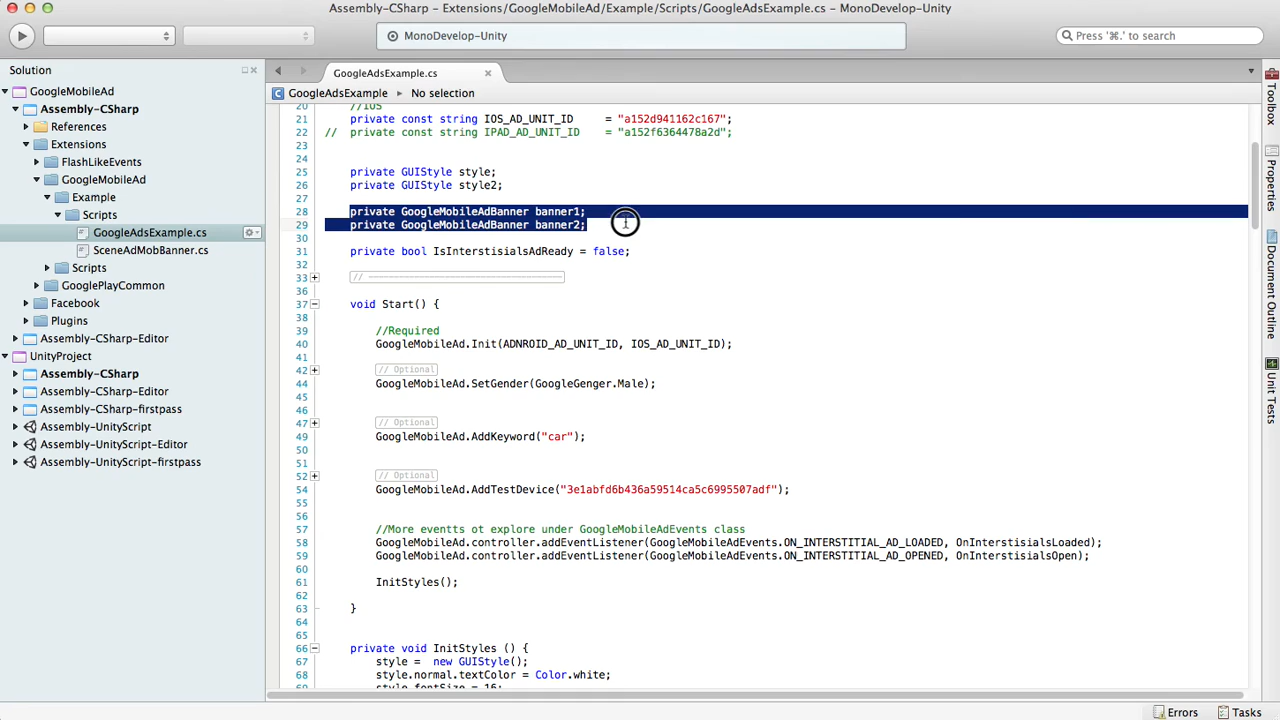 Assembly-CSharp - Extensions/GoogleMobileAd/Example/Scripts/GoogleAdsExample.cs - MonoDevelop-Unity
MonoDevelop-Unity
Press '⌘.' to search
Solution
GoogleMobileAd
Assembly-CSharp
References
Extensions
FlashLikeEvents
GoogleMobileAd
Example
Scripts
GoogleAdsExample.cs
SceneAdMobBanner.cs
Scripts
GooglePlayCommon
Facebook
Plugins
Assembly-CSharp-Editor
UnityProject
Assembly-CSharp
Assembly-CSharp-Editor
Assembly-CSharp-firstpass
Assembly-UnityScript
Assembly-UnityScript-Editor
Assembly-UnityScript-firstpass
GoogleAdsExample.cs
GoogleAdsExample ▸ No selection
20 //IOS
21 private const string IOS_AD_UNIT_ID = "a152d941162c167";
22 // private const string IPAD_AD_UNIT_ID = "a152f6364478a2d";
23
24
25 private GUIStyle style;
26 private GUIStyle style2;
27
28 private GoogleMobileAdBanner banner1;
29 private GoogleMobileAdBanner banner2;
30
31 private bool IsInterstisialsAdReady = false;
33 // --------------------------------------
37 void Start() {
38
39 //Required
40 GoogleMobileAd.Init(ADNROID_AD_UNIT_ID, IOS_AD_UNIT_ID);
41
42 // Optional
44 GoogleMobileAd.SetGender(GoogleGenger.Male);
45
46
47 // Optional
49 GoogleMobileAd.AddKeyword("car");
50
51
52 // Optional
54 GoogleMobileAd.AddTestDevice("3e1abfd6b436a59514ca5c6995507adf");
55
56
57 //More eventts ot explore under GoogleMobileAdEvents class
58 GoogleMobileAd.controller.addEventListener(GoogleMobileAdEvents.ON_INTERSTITIAL_AD_LOADED, OnInterstisialsLoaded);
59 GoogleMobileAd.controller.addEventListener(GoogleMobileAdEvents.ON_INTERSTITIAL_AD_OPENED, OnInterstisialsOpen);
60
61 InitStyles();
62
63 }
64
65
66 private void InitStyles () {
67 style = new GUIStyle();
68 style.normal.textColor = Color.white;
69 style.fontSize = 16;
Toolbox
Properties
Document Outline
Unit Tests
Errors
Tasks